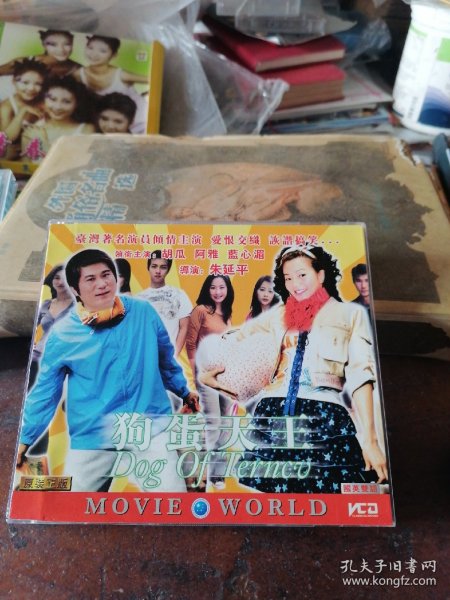 臺灣著名演員傾情主演 愛恨交織 詼諧搞笑...
領銜主演:胡瓜 阿雅 藍心湄
導演:朱延平
狗蛋天王
Dog Of Ternco
原裝正版
國英雙語
MOVIE WORLD
VCD
孔夫子旧书网
www.kongfz.com